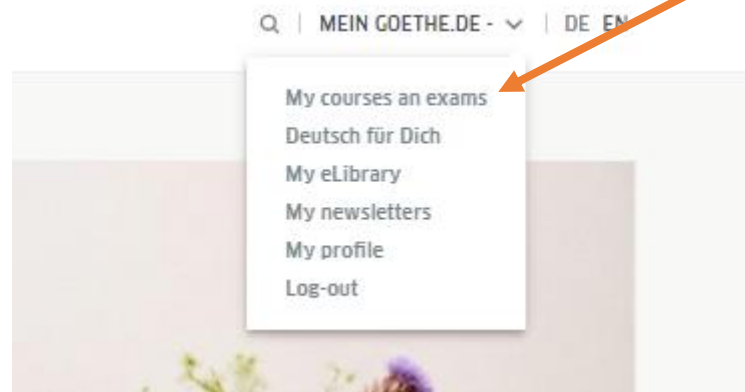 MEIN GOETHE.DE - | DE EN
My courses an exams
Deutsch für Dich
My eLibrary
My newsletters
My profile
Log-out